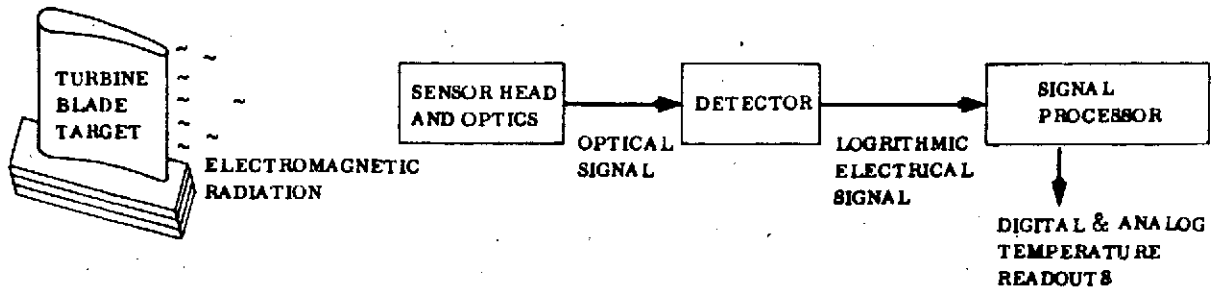 TURBINE
BLADE
TARGET
ELECTROMAGNETIC
RADIATION
SENSOR HEAD
AND OPTICS
OPTICAL
SIGNAL
DETECTOR
LOGRITHMIC
ELECTRICAL
SIGNAL
SIGNAL
PROCESSOR
DIGITAL & ANALOG
TEMPERATURE
READOUTS